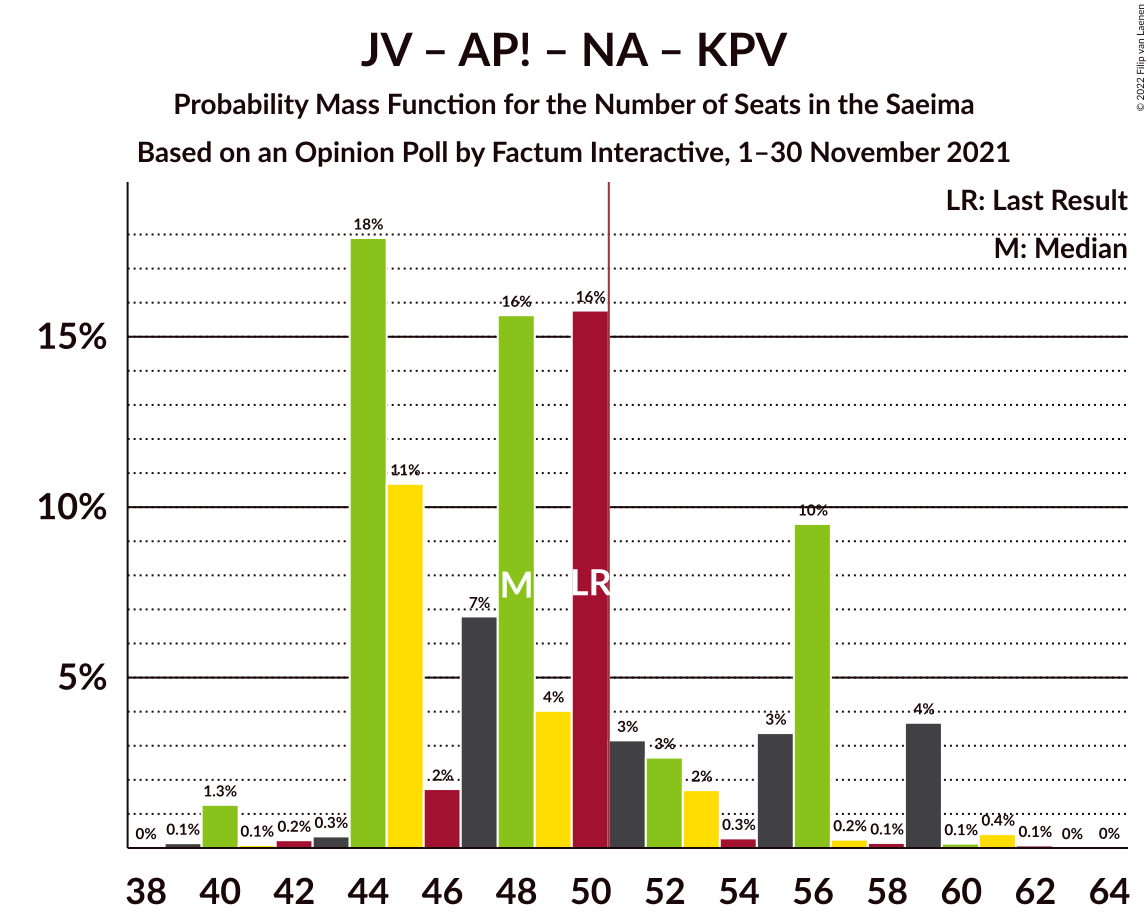 JV – AP! – NA – KPV
Probability Mass Function for the Number of Seats in the Saeima
Based on an Opinion Poll by Factum Interactive, 1–30 November 2021
© 2022 Filip van Laenen
LR: Last Result
M: Median
15%
10%
5%
0% 0.1% 1.3% 0.1% 0.2% 0.3% 18% 11% 2% 7% 16% 4% 16% 3% 3% 2% 0.3% 3% 10% 0.2% 0.1% 4% 0.1% 0.4% 0.1% 0% 0%
M LR
38 40 42 44 46 48 50 52 54 56 58 60 62 64